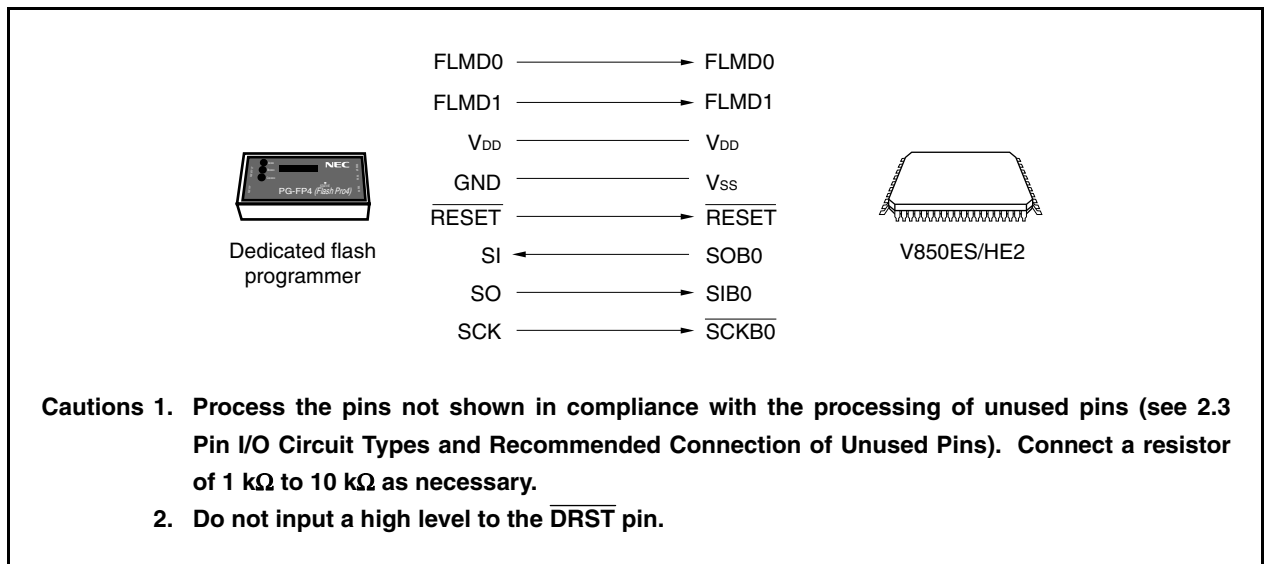 FLMD0 FLMD0
FLMD1 FLMD1
VDD VDD
GND VSS
RESET RESET
SI SOB0
SO SIB0
SCK SCKB0
NEC
PG-FP4 (Flash Pro4)
Dedicated flash
programmer
V850ES/HE2
Cautions 1. Process the pins not shown in compliance with the processing of unused pins (see 2.3
Pin I/O Circuit Types and Recommended Connection of Unused Pins). Connect a resistor
of 1 kΩ to 10 kΩ as necessary.
2. Do not input a high level to the DRST pin.